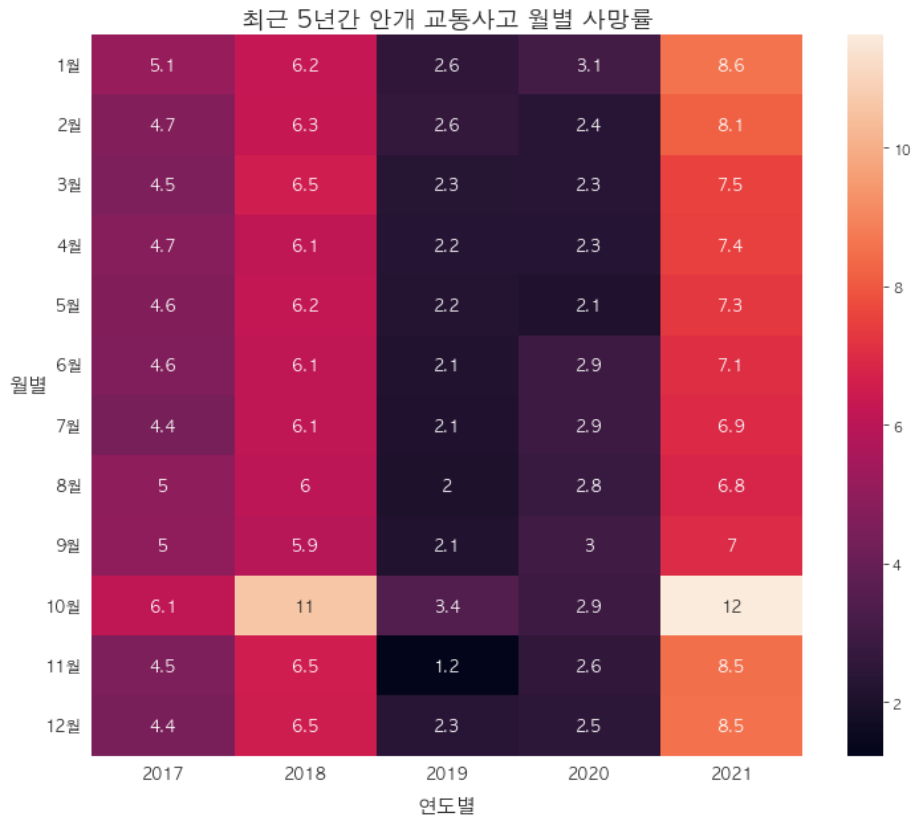 최근 5년간 안개 교통사고 월별 사망률
1월 5.1 6.2 2.6 3.1 8.6
2월 4.7 6.3 2.6 2.4 8.1
10
3월 4.5 6.5 2.3 2.3 7.5
4월 4.7 6.1 2.2 2.3 7.4
8
5월 4.6 6.2 2.2 2.1 7.3
6월 4.6 6.1 2.1 2.9 7.1
월별
7월 4.4 6.1 2.1 2.9 6.9
6
8월 5 6 2 2.8 6.8
9월 5 5.9 2.1 3 7
4
10월 6.1 11 3.4 2.9 12
11월 4.5 6.5 1.2 2.6 8.5
2
12월 4.4 6.5 2.3 2.5 8.5
2017 2018 2019 2020 2021
연도별